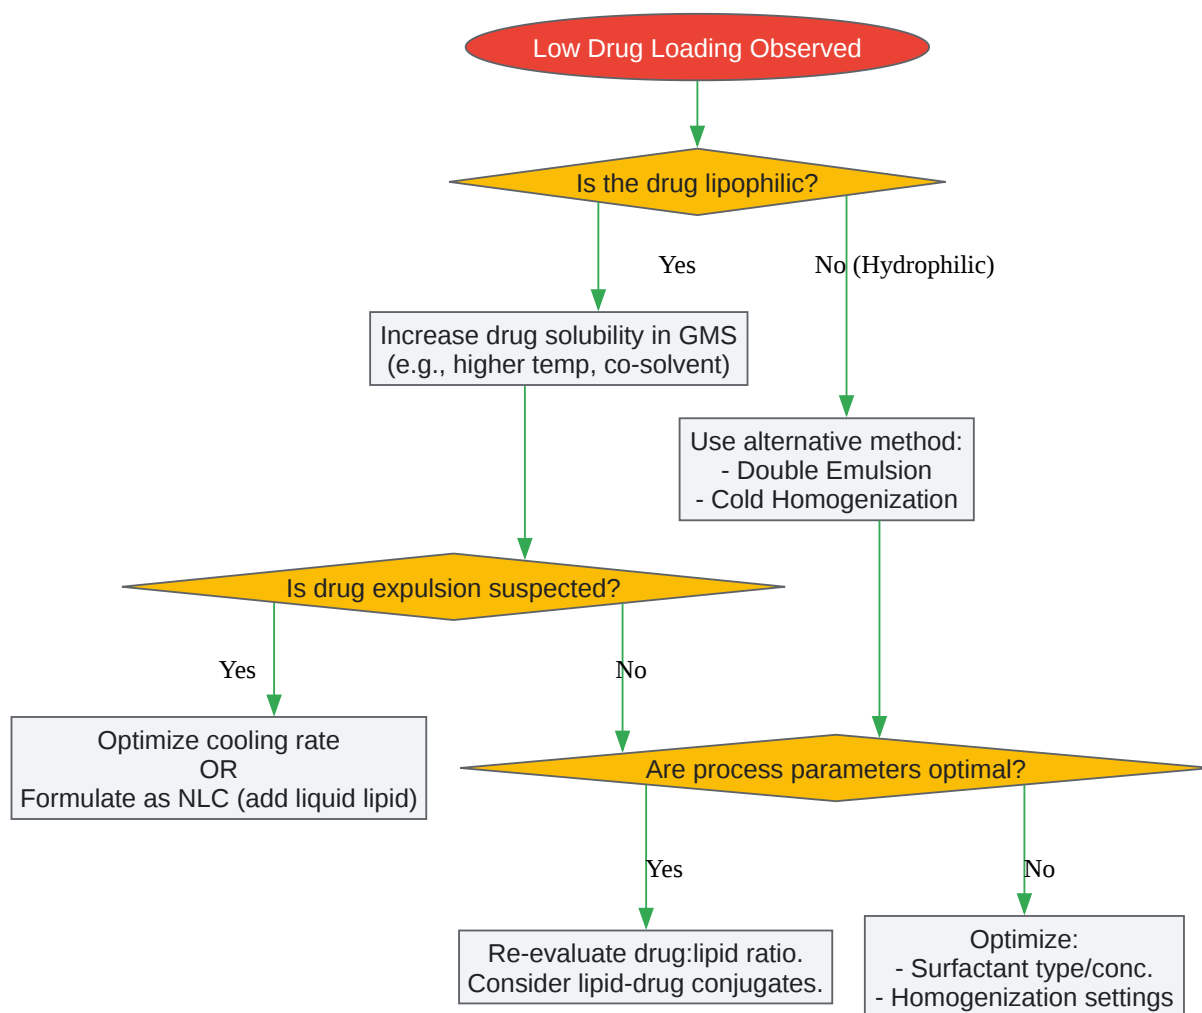 Low Drug Loading Observed
Is the drug lipophilic?
Yes
No (Hydrophilic)
Increase drug solubility in GMS
(e.g., higher temp, co-solvent)
Use alternative method:
- Double Emulsion
- Cold Homogenization
Is drug expulsion suspected?
Yes
No
Optimize cooling rate
OR
Formulate as NLC (add liquid lipid)
Are process parameters optimal?
Yes
No
Re-evaluate drug:lipid ratio.
Consider lipid-drug conjugates.
Optimize:
- Surfactant type/conc.
- Homogenization settings